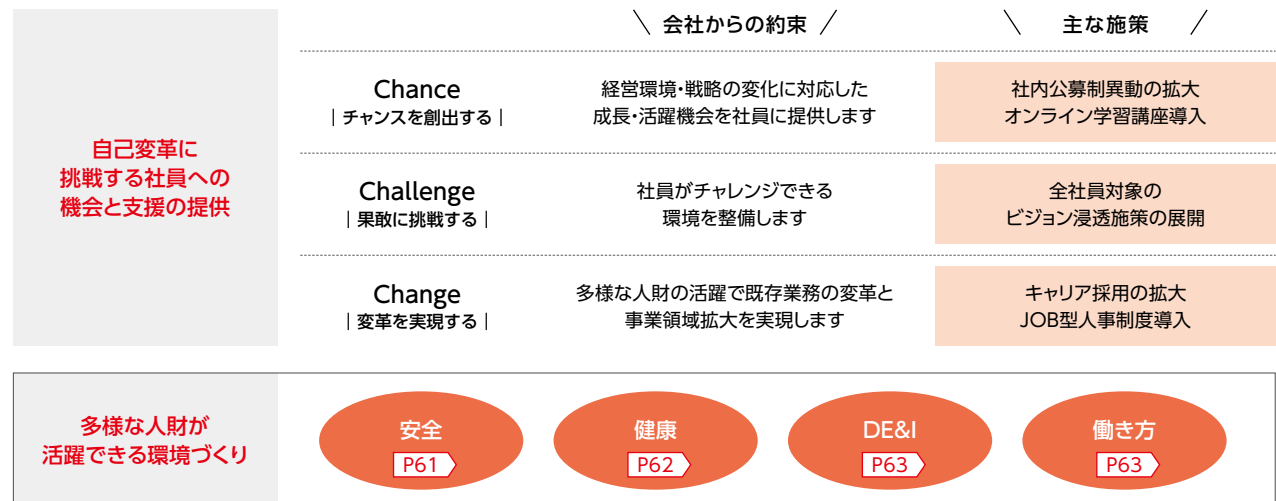 会社からの約束
主な施策
自己変革に
挑戦する社員への
機会と支援の提供
Chance
|チャンスを創出する|
経営環境・戦略の変化に対応した
成長・活躍機会を社員に提供します
社内公募制異動の拡大
オンライン学習講座導入
Challenge
|果敢に挑戦する|
社員がチャレンジできる
環境を整備します
全社員対象の
ビジョン浸透施策の展開
Change
|変革を実現する|
多様な人財の活躍で既存業務の変革と
事業領域拡大を実現します
キャリア採用の拡大
JOB型人事制度導入
多様な人財が
活躍できる環境づくり
安全
P61
健康
P62
DE&I
P63
働き方
P63